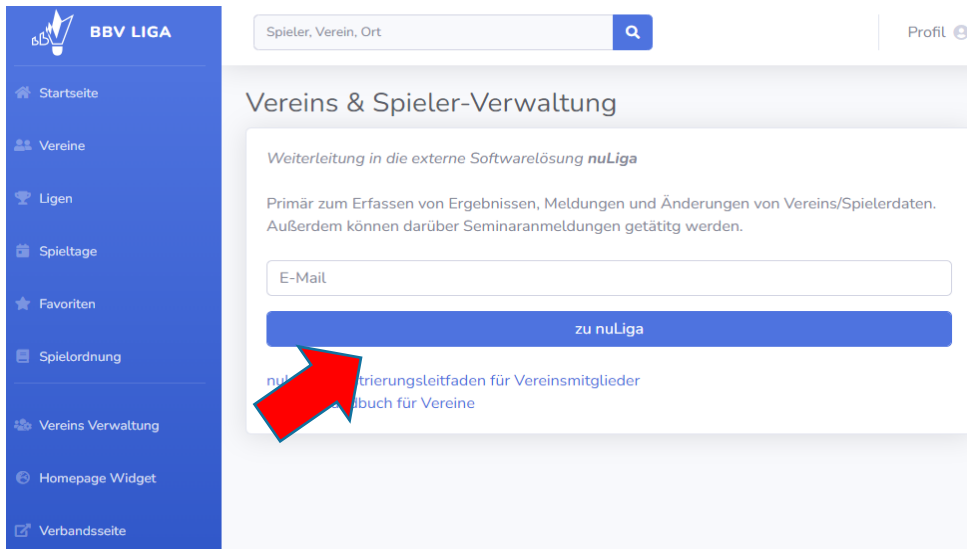 BBV
BBV LIGA
Startseite
Vereine
Ligen
Spieltage
Favoriten
Spielordnung
Vereins Verwaltung
Homepage Widget
Verbandsseite
Spieler, Verein, Ort
Profil
Vereins & Spieler-Verwaltung
Weiterleitung in die externe Softwarelösung nuLiga
Primär zum Erfassen von Ergebnissen, Meldungen und Änderungen von Vereins/Spielerdaten.
Außerdem können darüber Seminaranmeldungen getätitg werden.
E-Mail
zu nuLiga
für Vereinsmitglieder
für Vereine